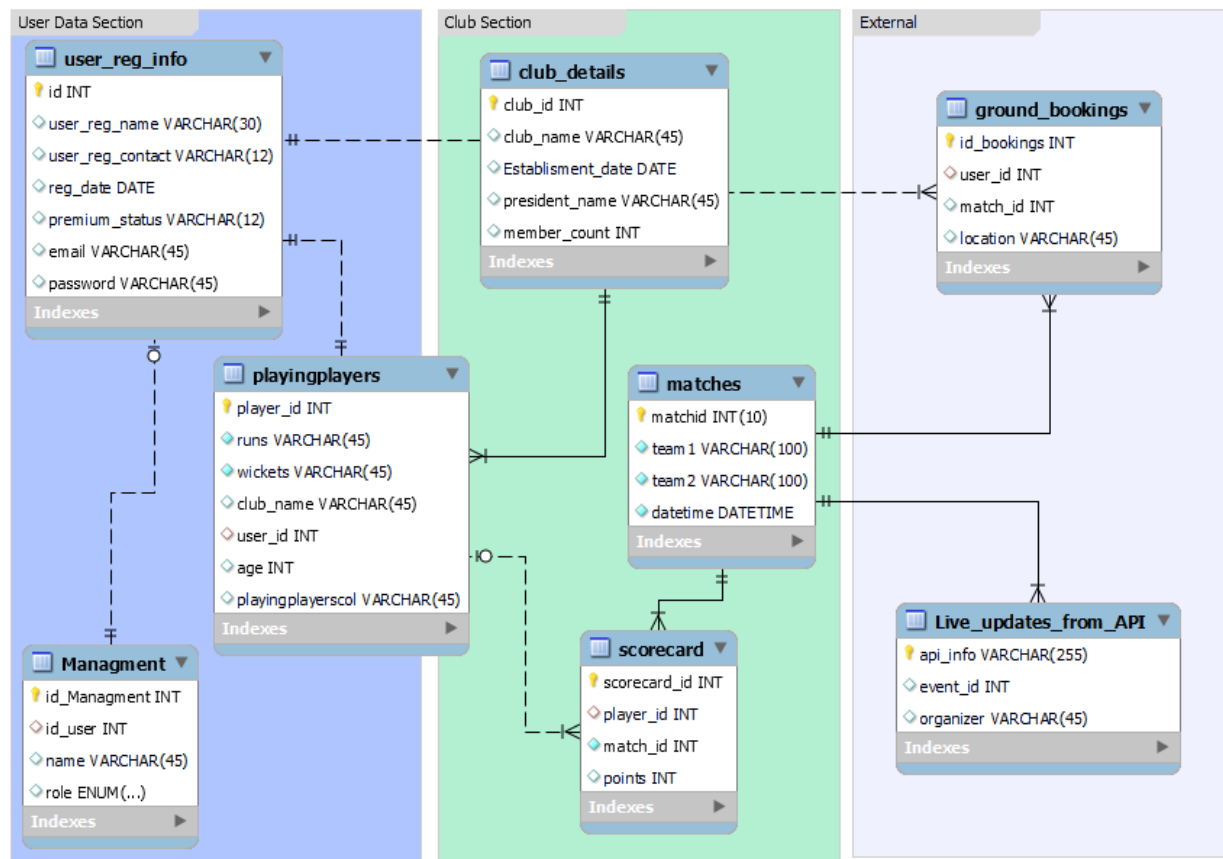 User Data Section
user_reg_info
id INT
user_reg_name VARCHAR(30)
user_reg_contact VARCHAR(12)
reg_date DATE
premium_status VARCHAR(12)
email VARCHAR(45)
password VARCHAR(45)
Indexes
playingplayers
player_id INT
runs VARCHAR(45)
wickets VARCHAR(45)
club_name VARCHAR(45)
user_id INT
age INT
playingplayerscol VARCHAR(45)
Indexes
Managment
id_Managment INT
id_user INT
name VARCHAR(45)
role ENUM(...)
Indexes
Club Section
club_details
club_id INT
club_name VARCHAR(45)
Establisment_date DATE
president_name VARCHAR(45)
member_count INT
Indexes
matches
matchid INT(10)
team1 VARCHAR(100)
team2 VARCHAR(100)
datetime DATETIME
Indexes
scorecard
scorecard_id INT
player_id INT
match_id INT
points INT
Indexes
External
ground_bookings
id_bookings INT
user_id INT
match_id INT
location VARCHAR(45)
Indexes
Live_updates_from_API
api_info VARCHAR(255)
event_id INT
organizer VARCHAR(45)
Indexes